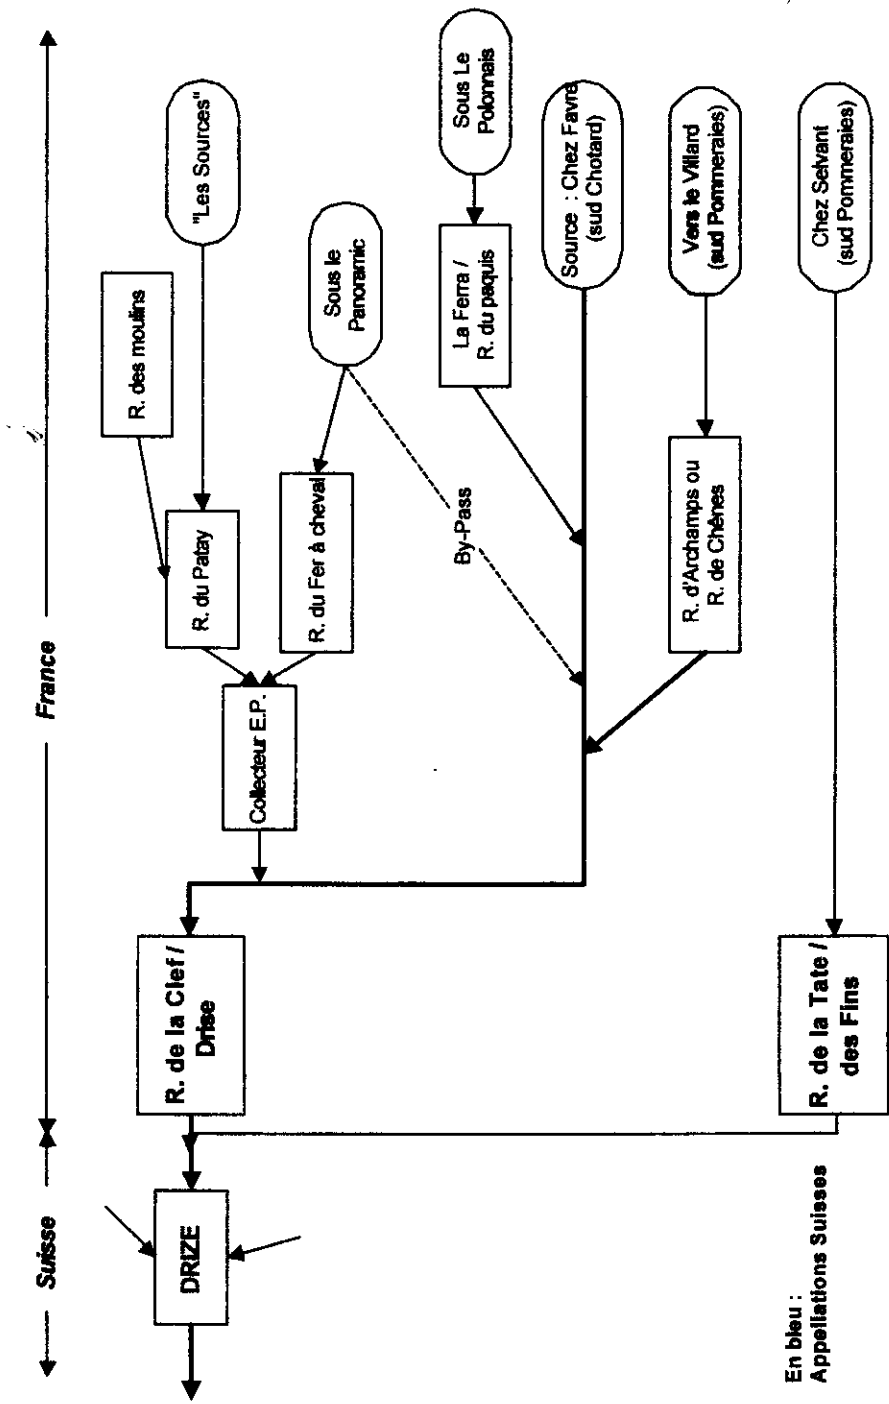 Suisse
France
"Les Sources"
R. des moulins
R. du Patay
Sous le
Panoramic
R. du Fer à cheval
Collecteur E.P.
R. de la Clef /
Drise
DRIZE
Sous Le
Polonnais
La Ferra /
R. du paquis
By-Pass
Source : Chez Favre
(sud Chotard)
Vers le Villard
(sud Pommeraies)
R. d'Archamps ou
R. de Chênes
Chez Selvant
(sud Pommeraies)
R. de la Tate /
des Fins
En bleu :
Appellations Suisses